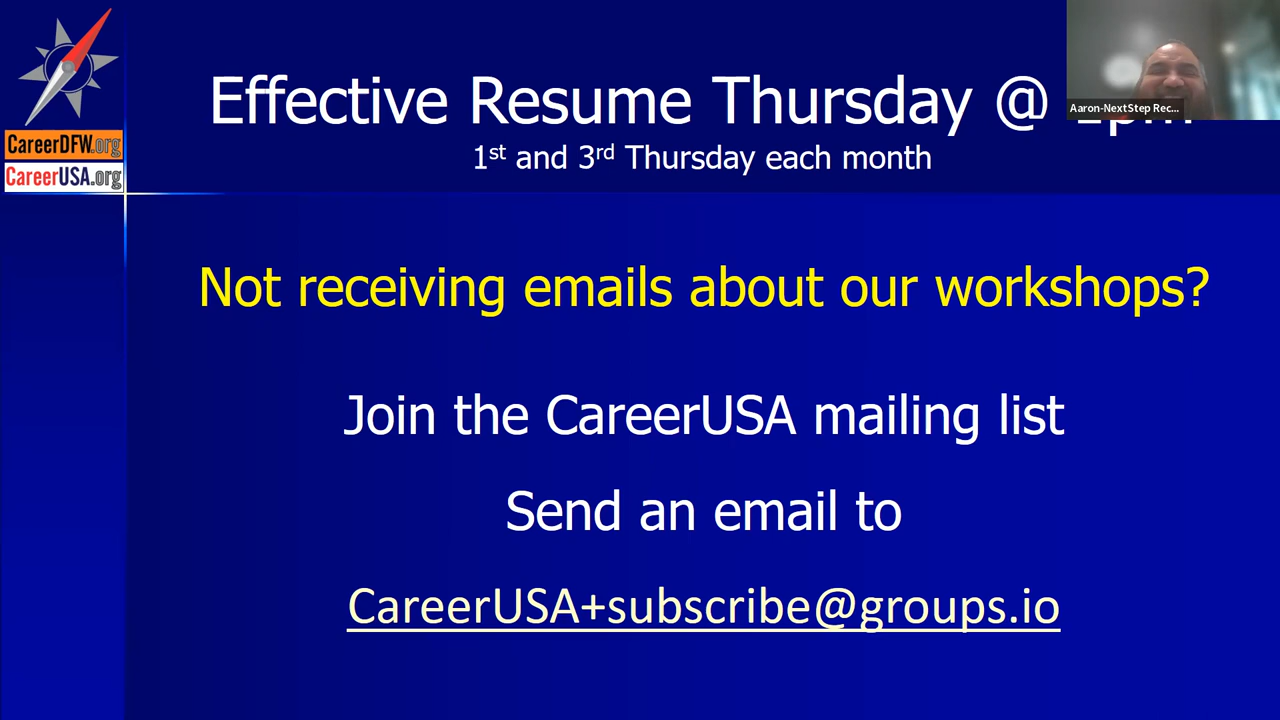 Effective Resume Thursday @
1st and 3rd Thursday each month
Aaron-NextStep Rec...
CareerDFW.org
CareerUSA.org
Not receiving emails about our workshops?
Join the CareerUSA mailing list
Send an email to
CareerUSA+subscribe@groups.io